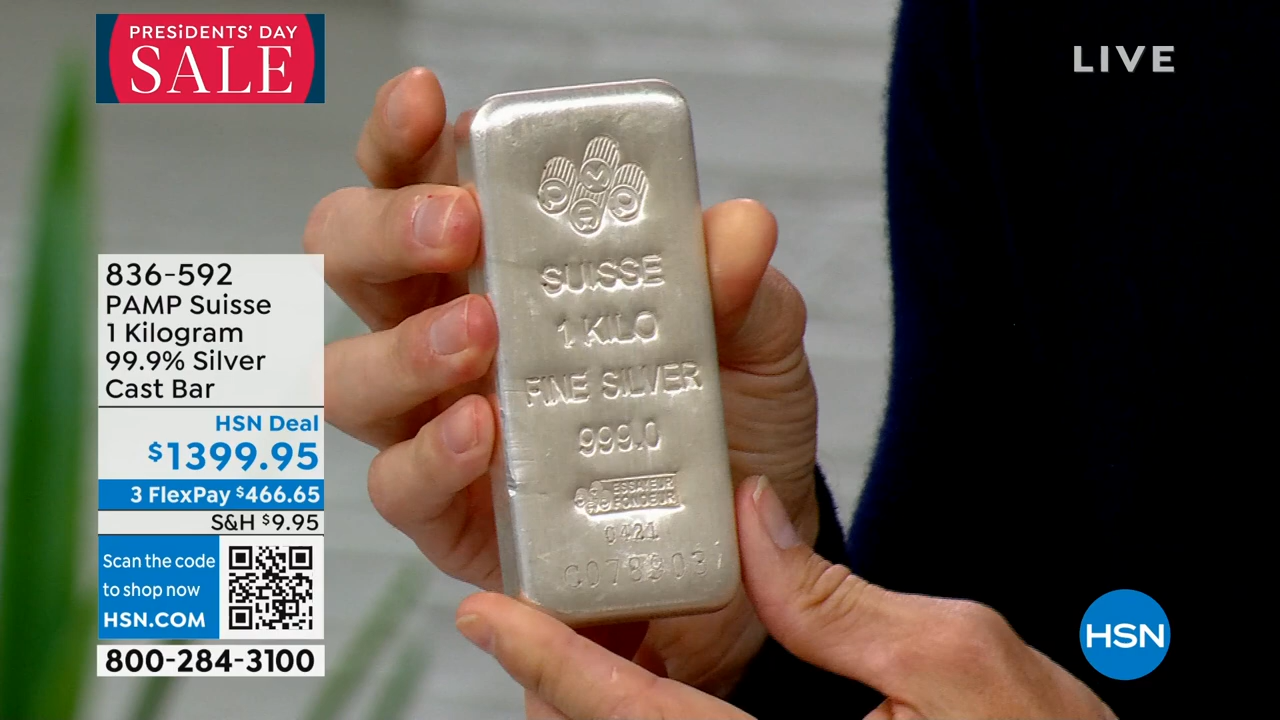 PRESiDENTS' DAY
SALE
LIVE
836-592
PAMP Suisse
1 Kilogram
99.9% Silver
Cast Bar
HSN Deal
$1399.95
3 FlexPay $466.65
S&H $9.95
Scan the code
to shop now
HSN.COM
800-284-3100
PAMP
SUISSE
1 KILO
FINE SILVER
999.0
ESSAYEUR
FONDEUR
0421
C078903
HSN